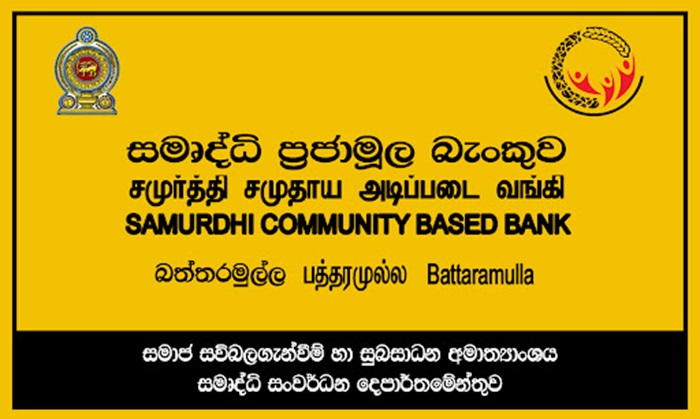 සමෘද්ධි ප්‍රජාමූල බැංකුව
சமுர்த்தி சமுதாய அடிப்படை வங்கி
SAMURDHI COMMUNITY BASED BANK
බත්තරමුල්ල பத்தரமுல்ல Battaramulla
සමාජ සවිබලගැන්වීම් හා සුබසාධන අමාත්‍යාංශය
සමෘද්ධි සංවර්ධන දෙපාර්තමේන්තුව